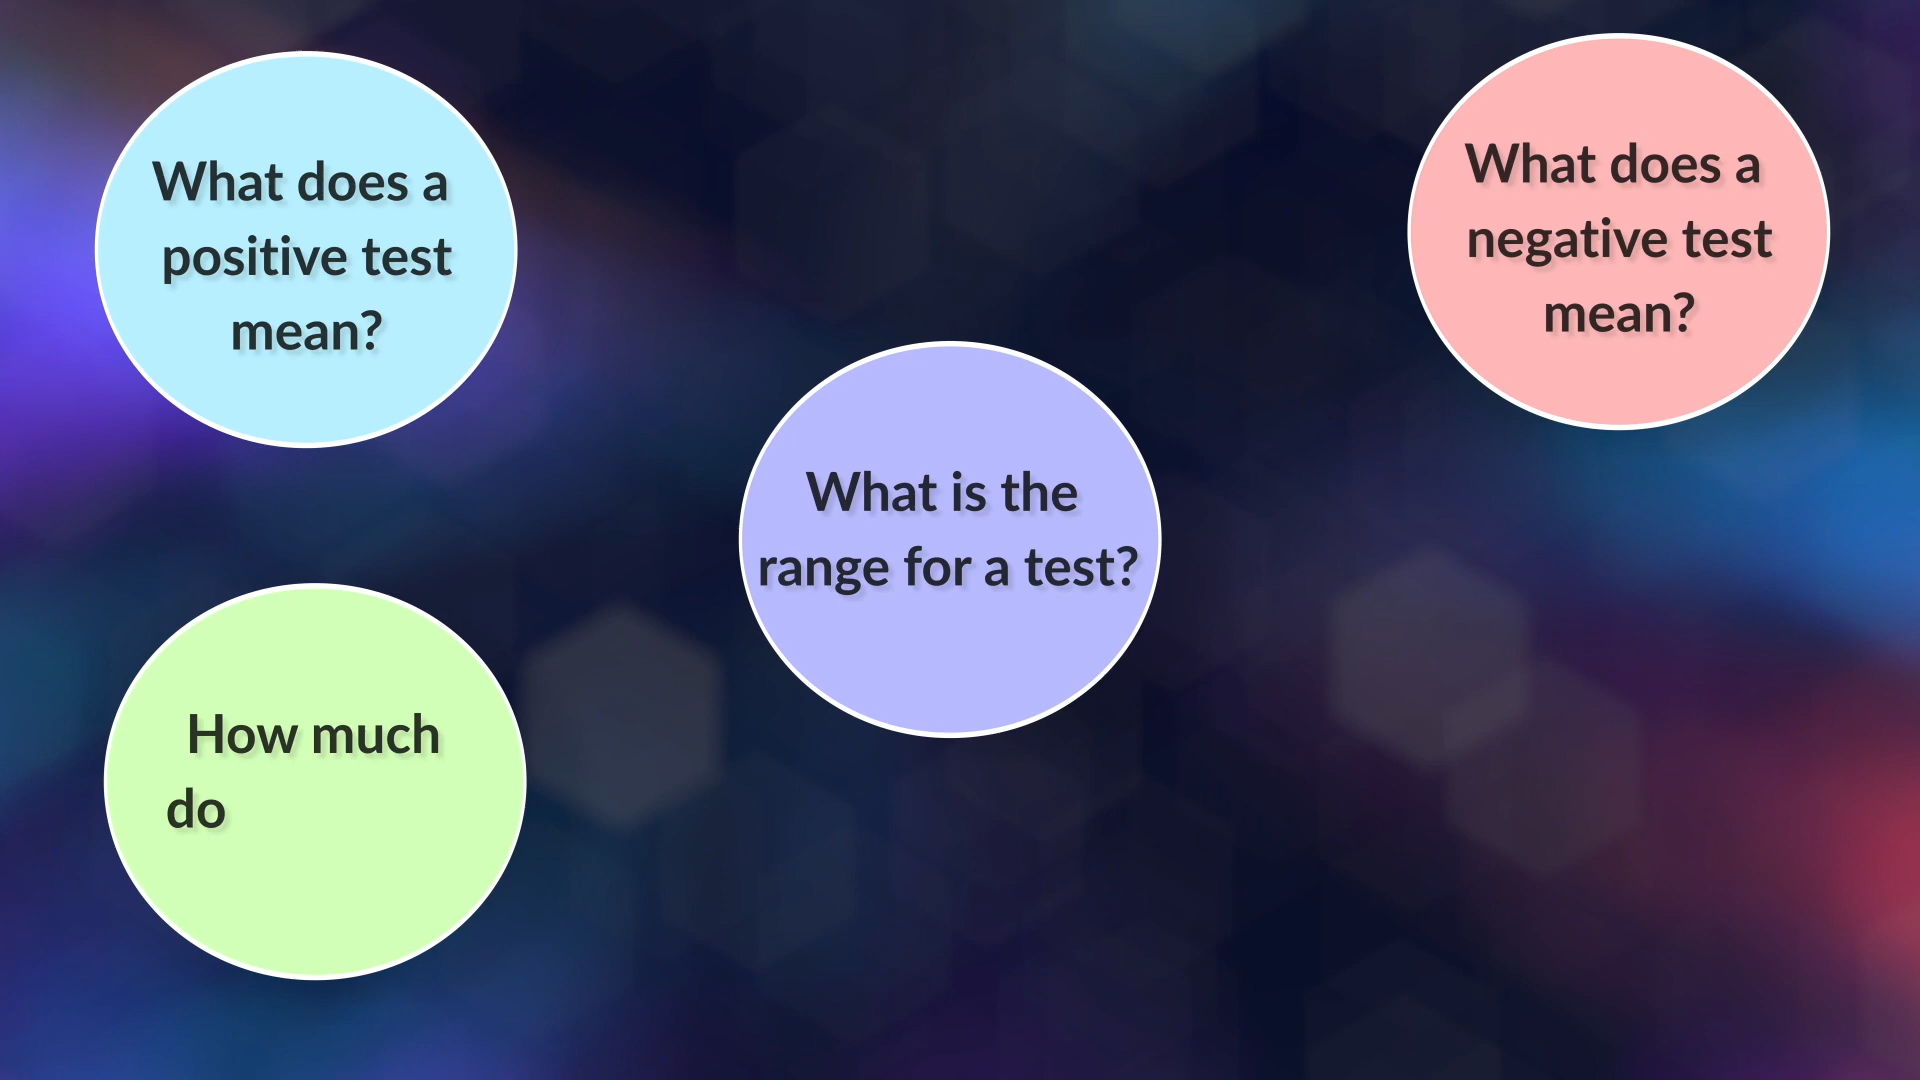 What does a
positive test
mean?
What does a
negative test
mean?
What is the
range for a test?
How much
do